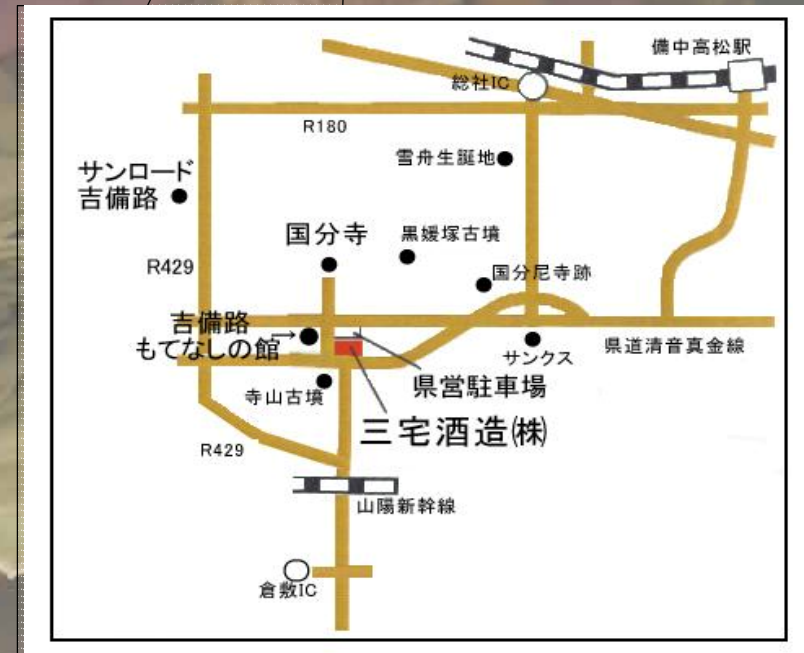 備中高松駅
総社IC
R180
雪舟生誕地
サンロード
吉備路
国分寺
黒媛塚古墳
R429
国分尼寺跡
吉備路→
もてなしの館
サンクス
県道清音真金線
県営駐車場
寺山古墳
三宅酒造㈱
R429
山陽新幹線
倉敷IC